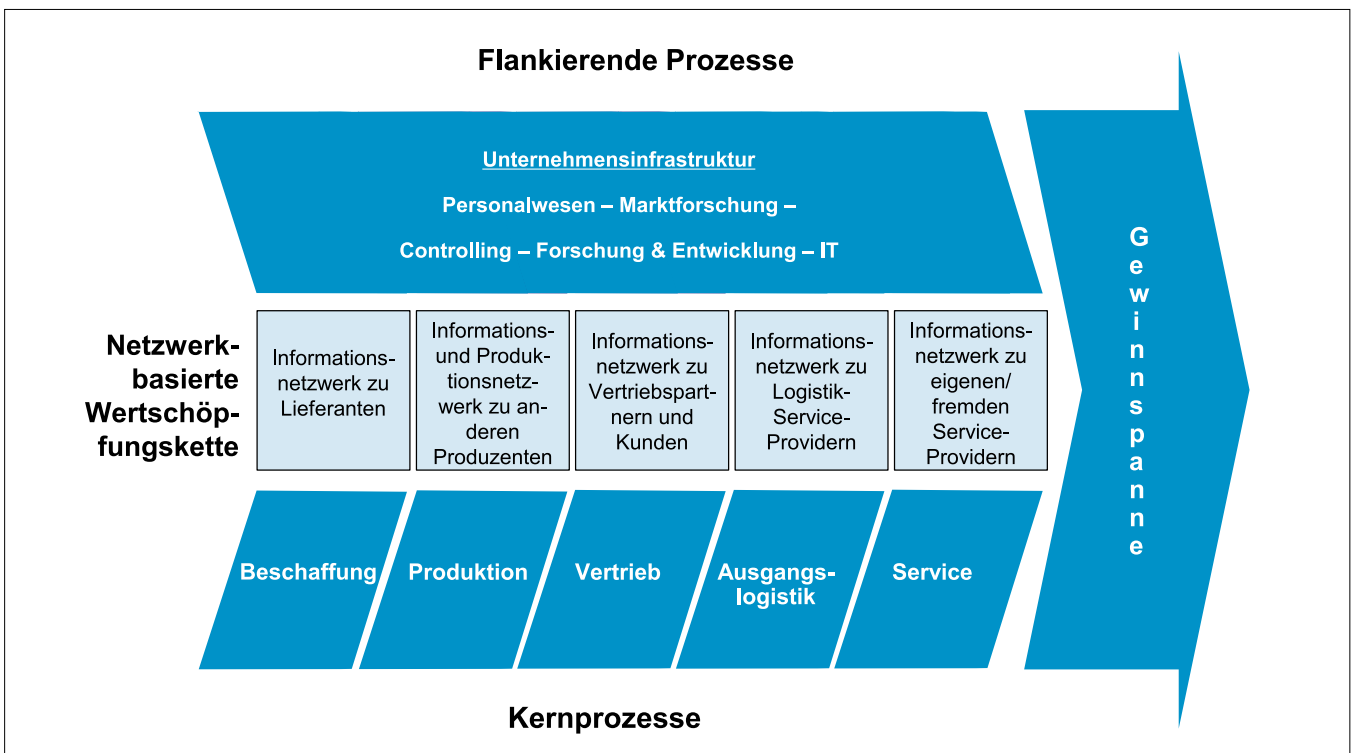 Flankierende Prozesse
Unternehmensinfrastruktur
Personalwesen – Marktforschung –
Controlling – Forschung & Entwicklung – IT
Netzwerk-
basierte
Wertschöp-
fungskette
Informations-
netzwerk zu
Lieferanten
Informations-
und Produk-
tionsnetz-
werk zu an-
deren
Produzenten
Informations-
netzwerk zu
Vertriebspart-
nern und
Kunden
Informations-
netzwerk zu
Logistik-
Service-
Providern
Informations-
netzwerk zu
eigenen/
fremden
Service-
Providern
Beschaffung
Produktion
Vertrieb
Ausgangs-
logistik
Service
Kernprozesse
Gewinnspanne